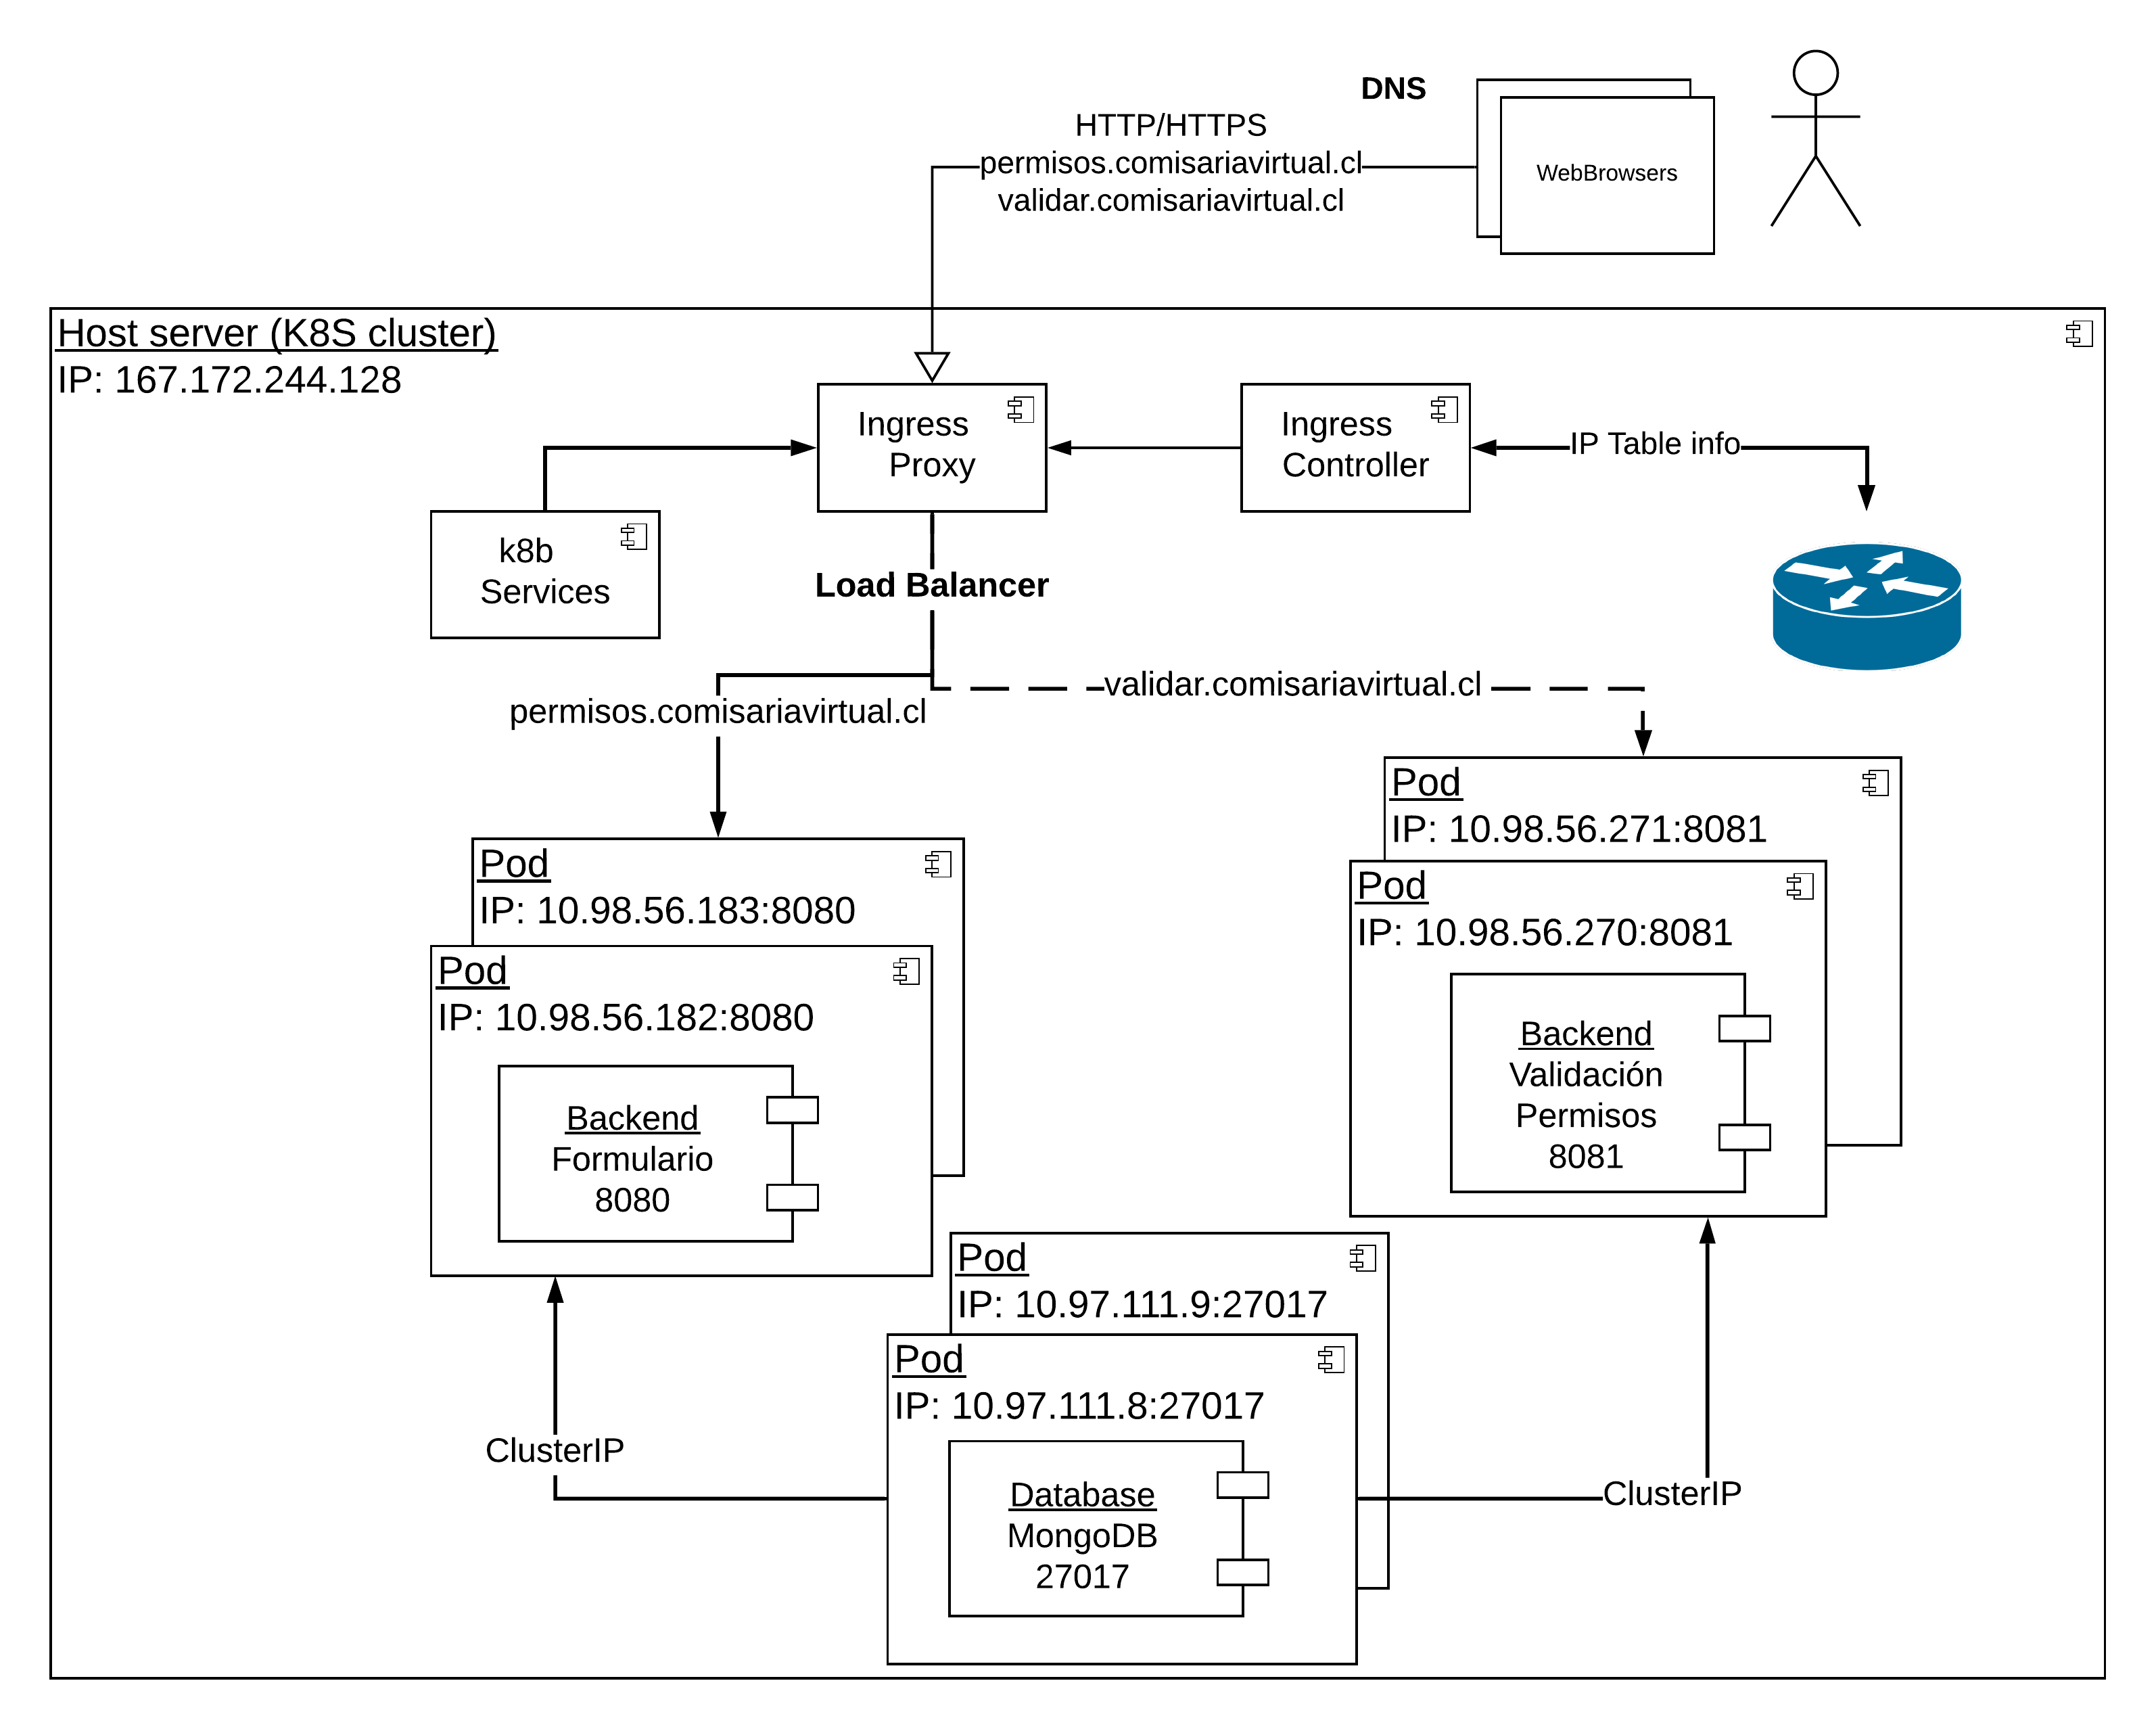 DNS
HTTP/HTTPS
permisos.comisariavirtual.cl
validar.comisariavirtual.cl
WebBrowsers
Host server (K8S cluster)
IP: 167.172.244.128
Ingress
Proxy
Ingress
Controller
IP Table info
k8b
Services
Load Balancer
permisos.comisariavirtual.cl
validar.comisariavirtual.cl
Pod
IP: 10.98.56.183:8080
Pod
IP: 10.98.56.182:8080
Backend
Formulario
8080
Pod
IP: 10.98.56.271:8081
Pod
IP: 10.98.56.270:8081
Backend
Validación
Permisos
8081
Pod
IP: 10.97.111.9:27017
Pod
IP: 10.97.111.8:27017
Database
MongoDB
27017
ClusterIP
ClusterIP